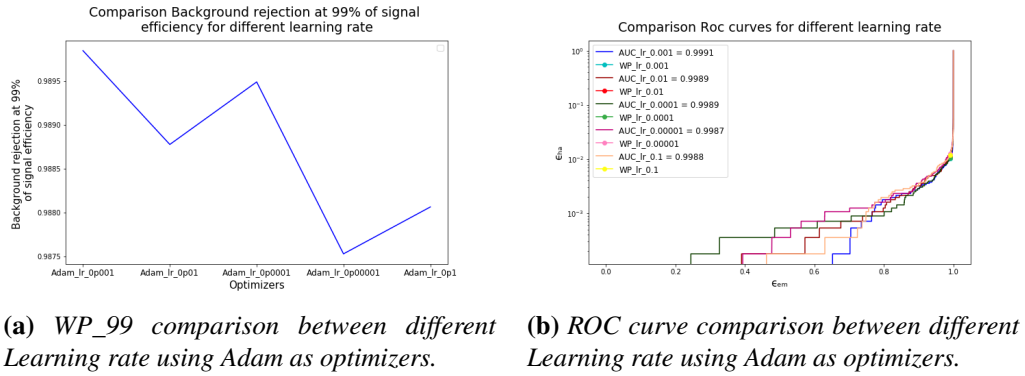 Comparison Background rejection at 99% of signal
efficiency for different learning rate
Background rejection at 99%
of signal efficiency
0.9895
0.9890
0.9885
0.9880
0.9875
Adam_lr_0p001
Adam_lr_0p01
Adam_lr_0p0001
Adam_lr_0p00001
Adam_lr_0p1
Optimizers
(a) WP_99 comparison between different
Learning rate using Adam as optimizers.
Comparison Roc curves for different learning rate
AUC_lr_0.001 = 0.9991
WP_lr_0.001
AUC_lr_0.01 = 0.9989
WP_lr_0.01
AUC_lr_0.0001 = 0.9989
WP_lr_0.0001
AUC_lr_0.00001 = 0.9987
WP_lr_0.00001
AUC_lr_0.1 = 0.9988
WP_lr_0.1
10⁰
10⁻¹
10⁻²
10⁻³
ϵha
0.0
0.2
0.4
0.6
0.8
1.0
ϵem
(b) ROC curve comparison between different
Learning rate using Adam as optimizers.